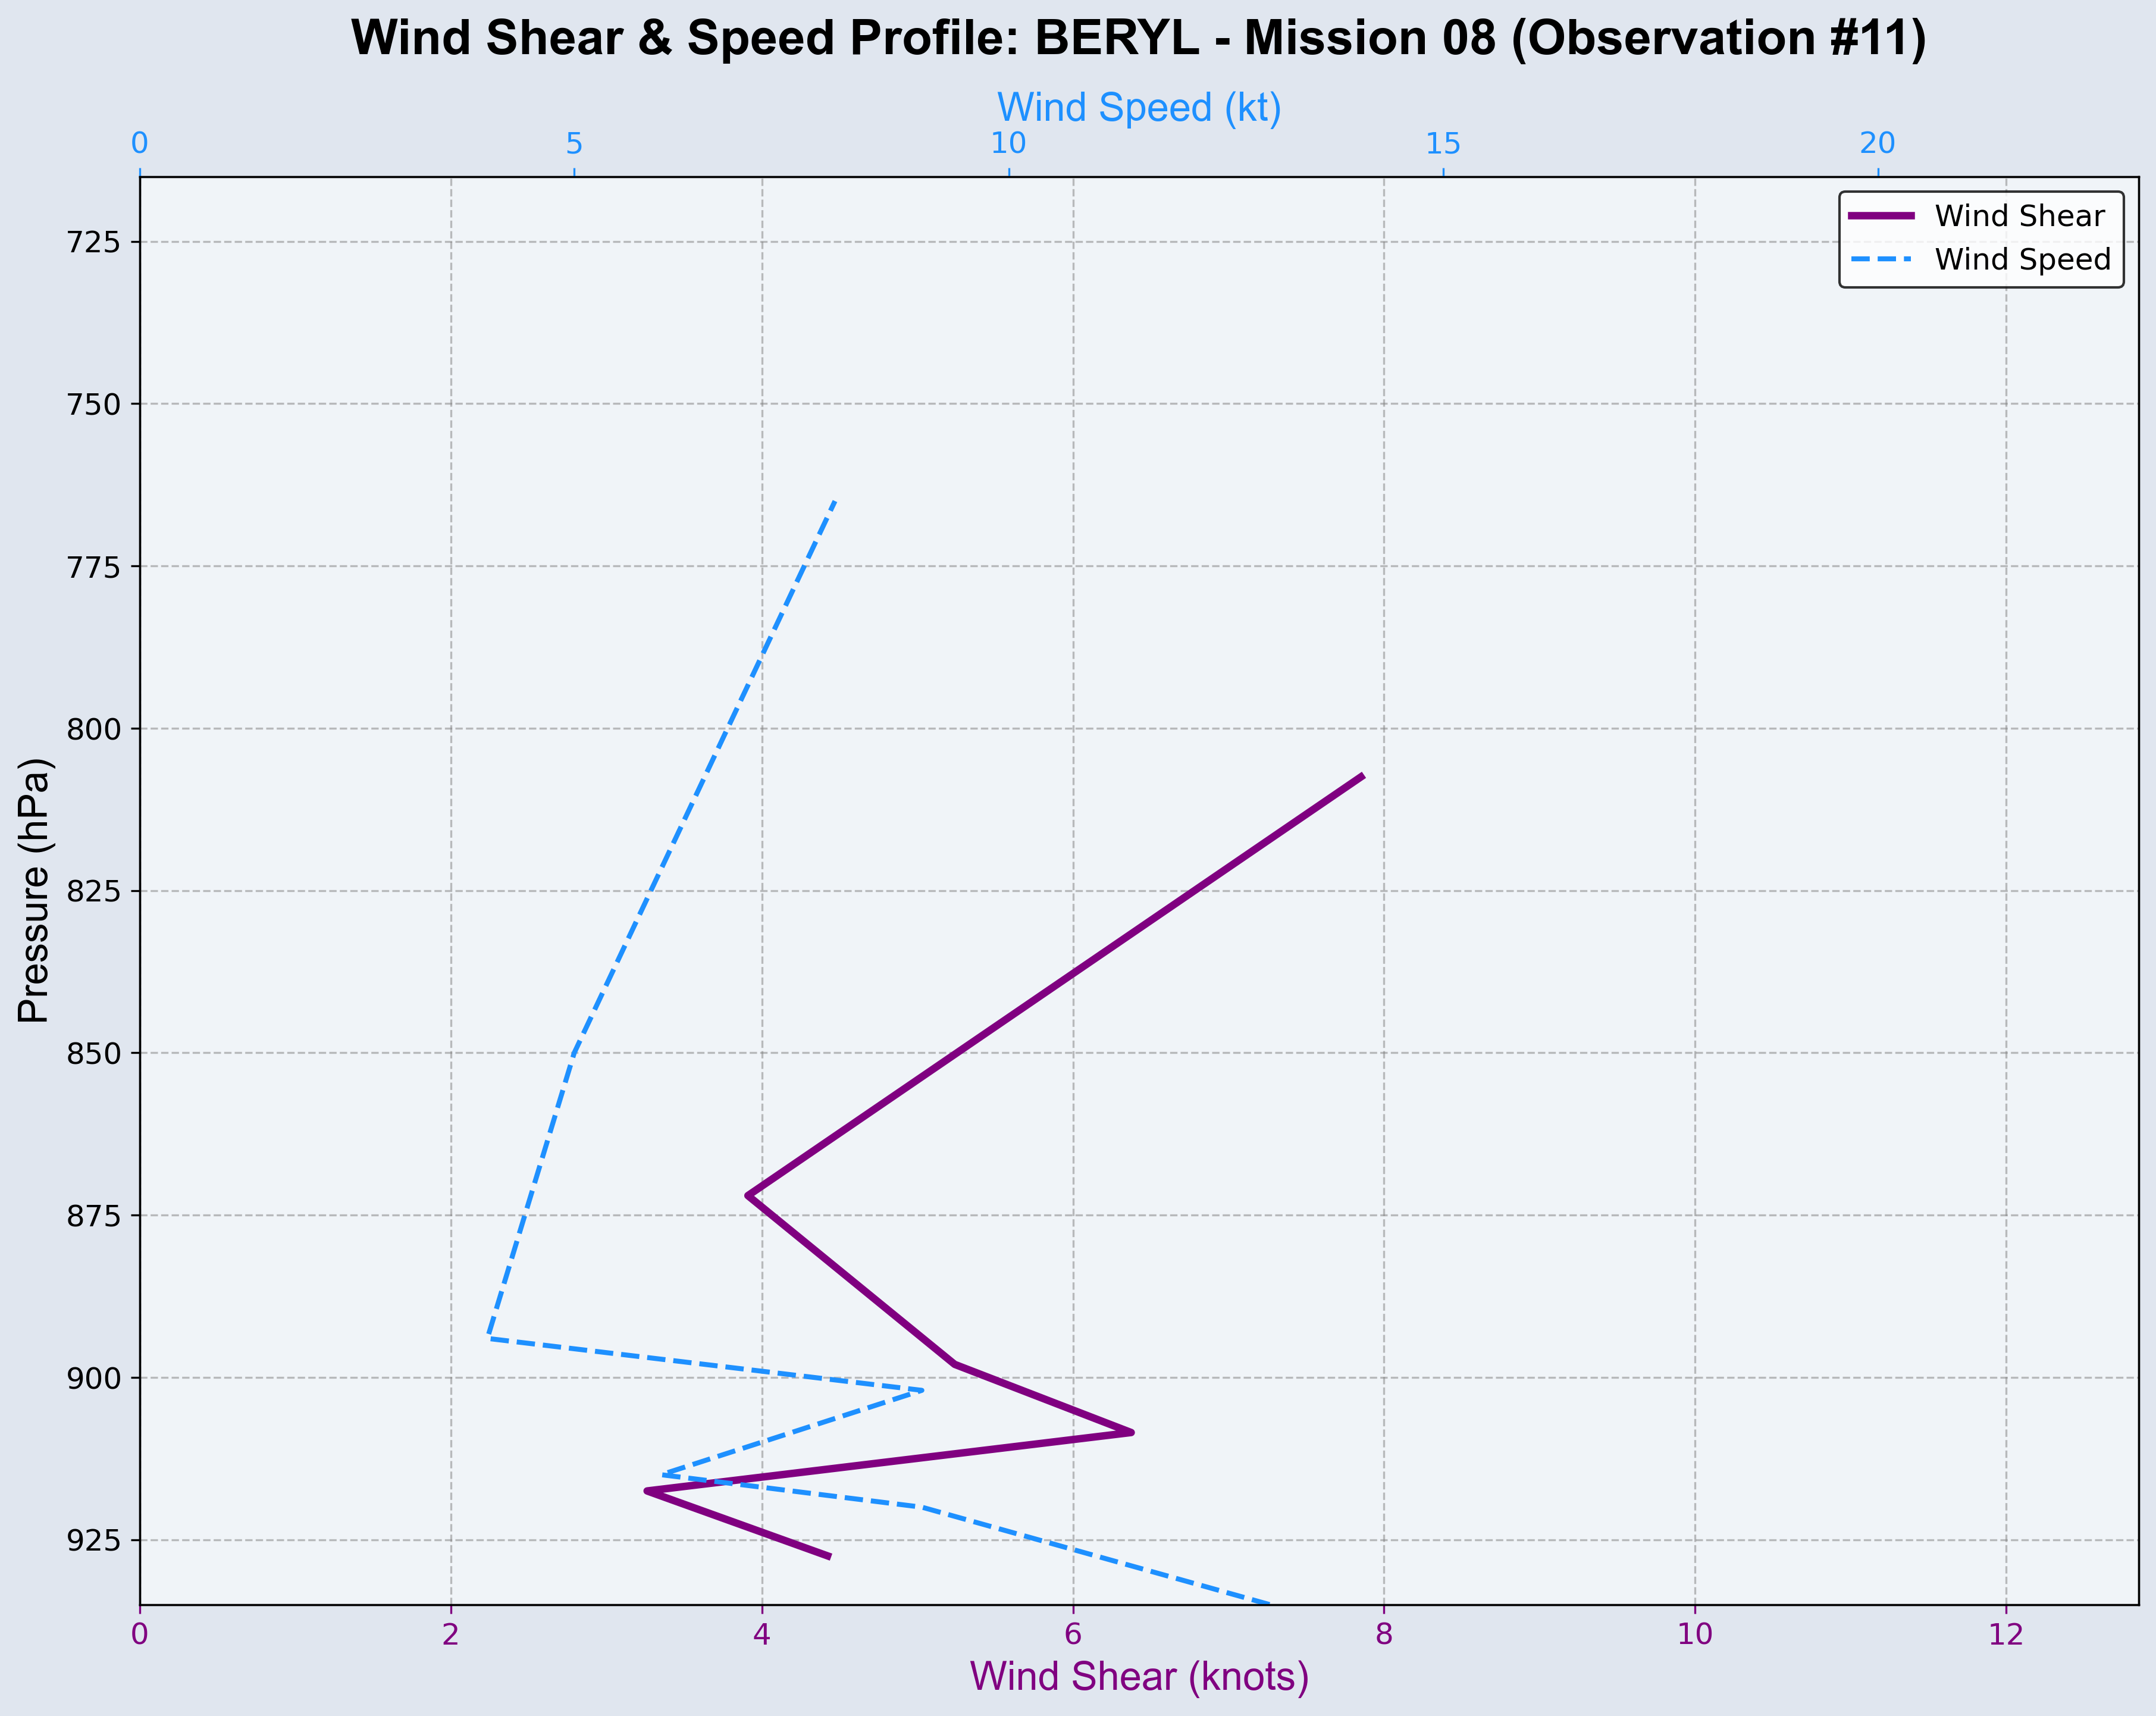 Wind Shear & Speed Profile: BERYL - Mission 08 (Observation #11)
Wind Speed (kt)
0 5 10 15 20
Wind Shear
Wind Speed
725
750
775
800
825
850
875
900
925
Pressure (hPa)
0 2 4 6 8 10 12
Wind Shear (knots)